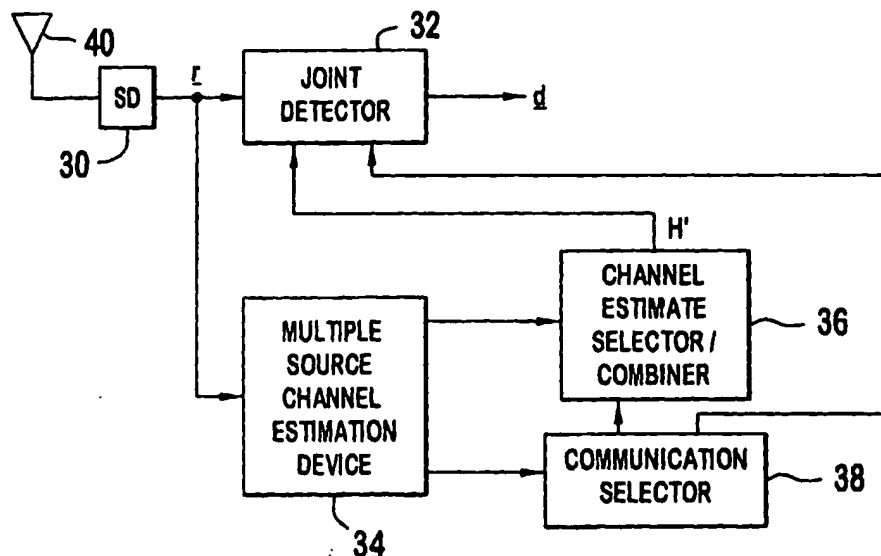 40
SD
30
r
32
JOINT
DETECTOR
d
H'
MULTIPLE
SOURCE
CHANNEL
ESTIMATION
DEVICE
34
CHANNEL
ESTIMATE
SELECTOR /
COMBINER
36
COMMUNICATION
SELECTOR
38